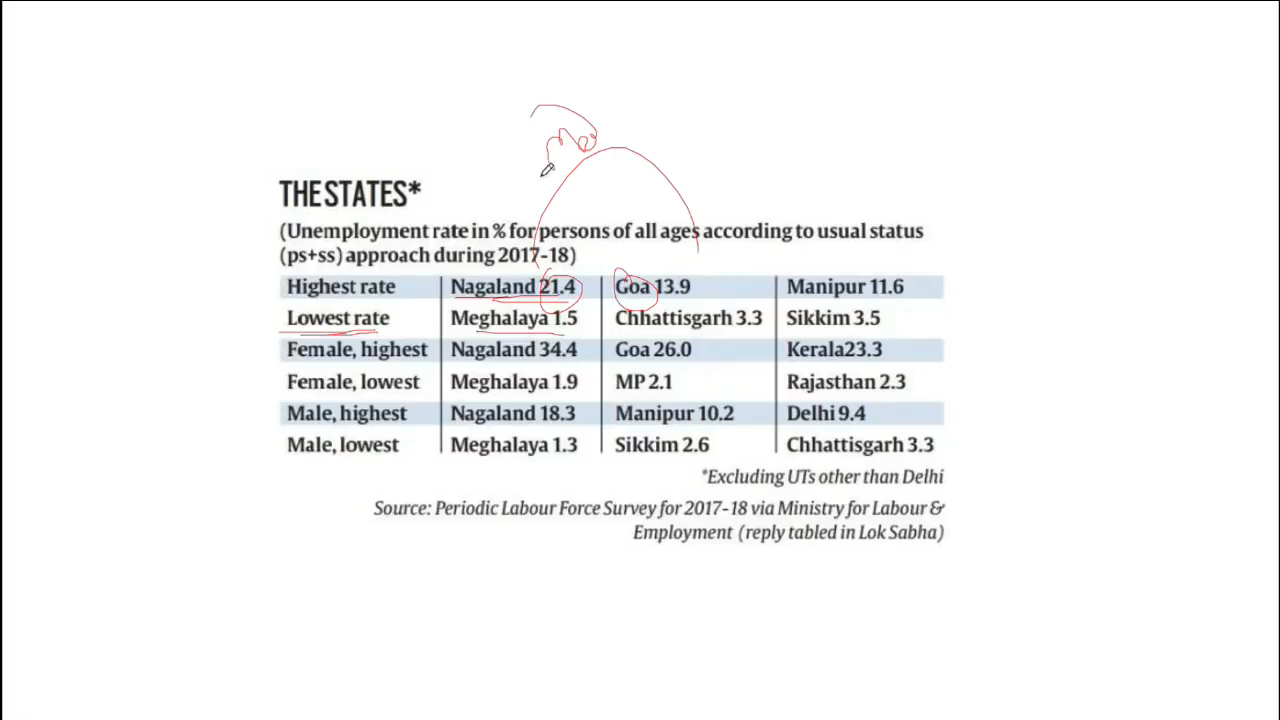 THE STATES*
(Unemployment rate in % for persons of all ages according to usual status
(ps+ss) approach during 2017-18)
Highest rate Nagaland 21.4 Goa 13.9 Manipur 11.6
Lowest rate Meghalaya 1.5 Chhattisgarh 3.3 Sikkim 3.5
Female, highest Nagaland 34.4 Goa 26.0 Kerala23.3
Female, lowest Meghalaya 1.9 MP 2.1 Rajasthan 2.3
Male, highest Nagaland 18.3 Manipur 10.2 Delhi 9.4
Male, lowest Meghalaya 1.3 Sikkim 2.6 Chhattisgarh 3.3
*Excluding UTs other than Delhi
Source: Periodic Labour Force Survey for 2017-18 via Ministry for Labour &
Employment (reply tabled in Lok Sabha)